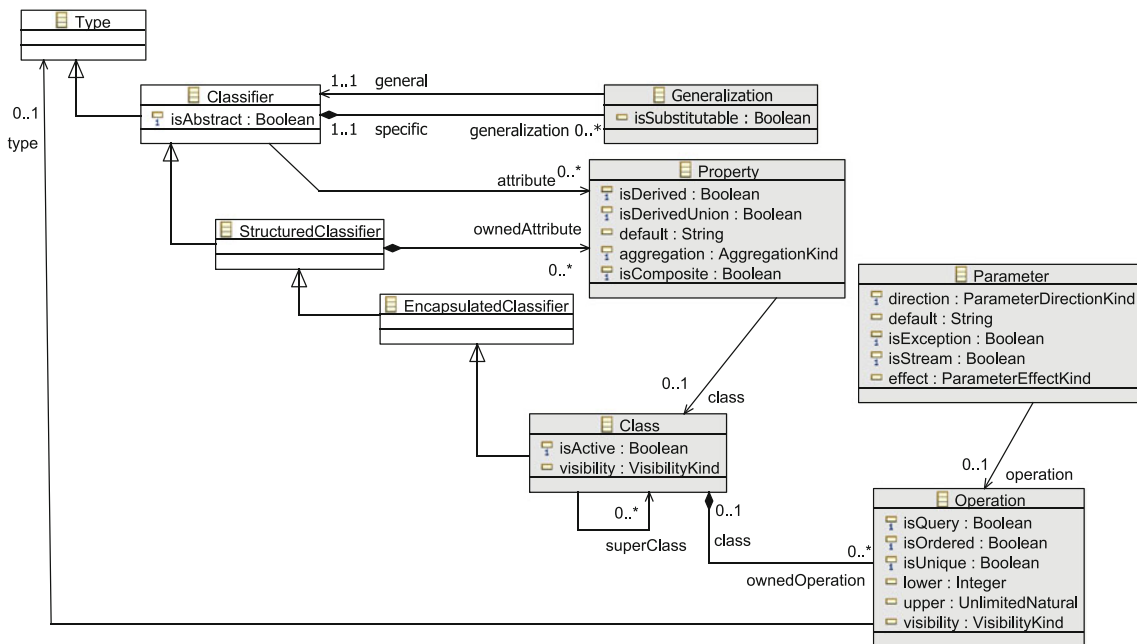 Type
Classifier
isAbstract : Boolean
1..1 general
1..1 specific
generalization 0..*
Generalization
isSubstitutable : Boolean
0..1
type
attribute
0..*
Property
isDerived : Boolean
isDerivedUnion : Boolean
default : String
aggregation : AggregationKind
isComposite : Boolean
StructuredClassifier
ownedAttribute
0..*
EncapsulatedClassifier
Parameter
direction : ParameterDirectionKind
default : String
isException : Boolean
isStream : Boolean
effect : ParameterEffectKind
0..1
class
Class
isActive : Boolean
visibility : VisibilityKind
0..*
superClass
0..1
class
0..1
operation
0..*
ownedOperation
Operation
isQuery : Boolean
isOrdered : Boolean
isUnique : Boolean
lower : Integer
upper : UnlimitedNatural
visibility : VisibilityKind